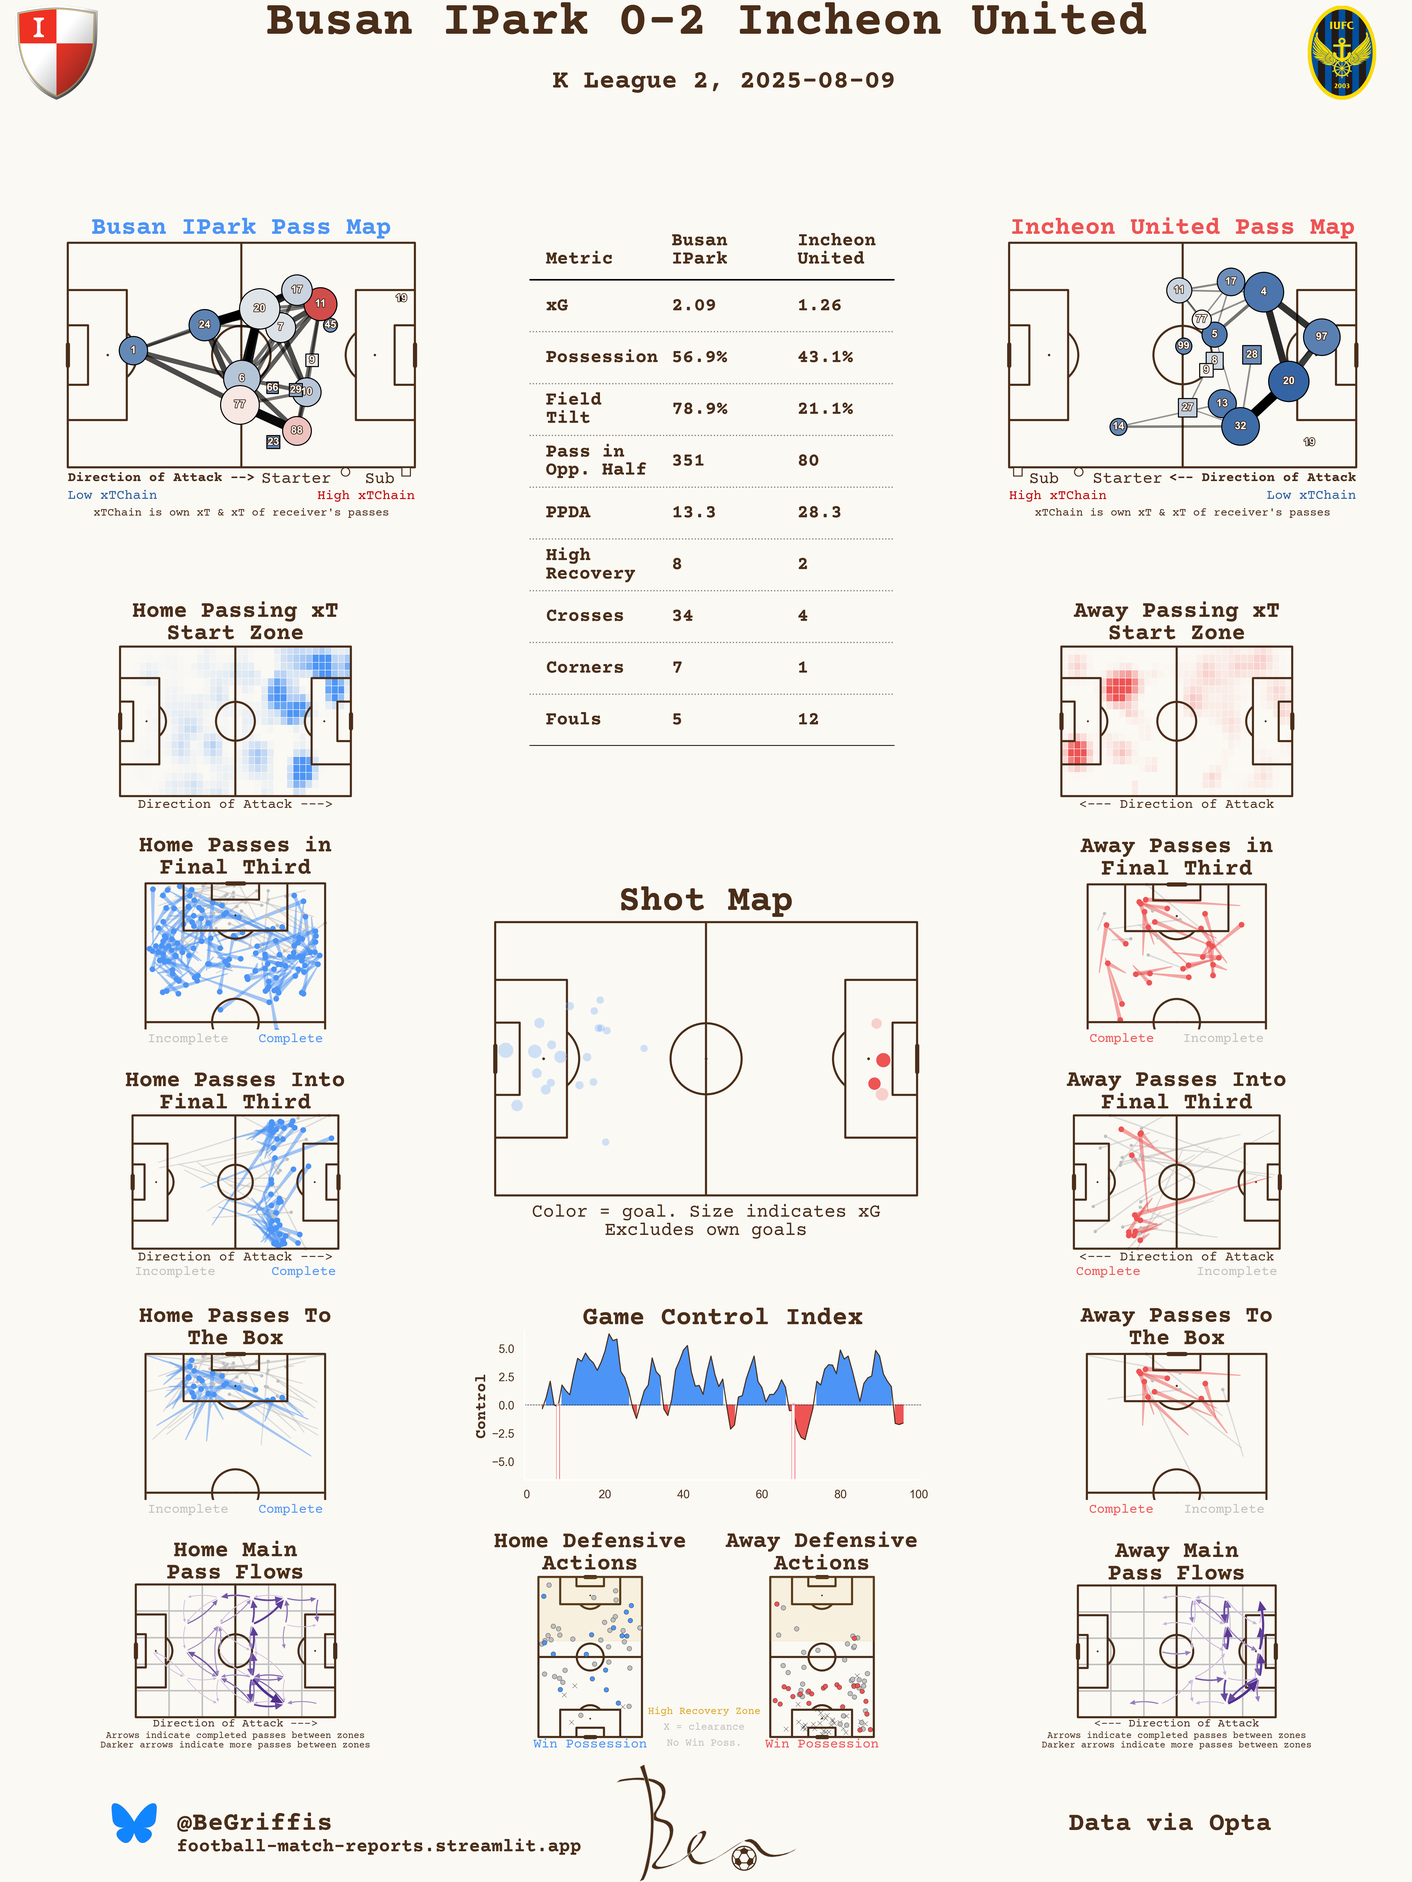 Busan IPark 0-2 Incheon United
K League 2, 2025-08-09
I
IUFC
2003
Busan IPark Pass Map
1
24
20
17
11
45
7
19
9
6
66
29
10
77
88
23
Direction of Attack --> Starter Sub
Low xTChain High xTChain
xTChain is own xT & xT of receiver's passes
Metric Busan IPark Incheon United
xG 2.09 1.26
Possession 56.9% 43.1%
Field Tilt 78.9% 21.1%
Pass in Opp. Half 351 80
PPDA 13.3 28.3
High Recovery 8 2
Crosses 34 4
Corners 7 1
Fouls 5 12
Incheon United Pass Map
11
17
4
77
5
97
99
8
28
9
20
27
13
14
32
19
Sub Starter <-- Direction of Attack
High xTChain Low xTChain
xTChain is own xT & xT of receiver's passes
Home Passing xT
Start Zone
Direction of Attack --->
Away Passing xT
Start Zone
<--- Direction of Attack
Home Passes in
Final Third
Incomplete Complete
Away Passes in
Final Third
Complete Incomplete
Shot Map
Color = goal. Size indicates xG
Excludes own goals
Home Passes Into
Final Third
Direction of Attack --->
Incomplete Complete
Away Passes Into
Final Third
<--- Direction of Attack
Complete Incomplete
Home Passes To
The Box
Incomplete Complete
Game Control Index
Control
5.0
2.5
0.0
−2.5
−5.0
0 20 40 60 80 100
Away Passes To
The Box
Complete Incomplete
Home Main
Pass Flows
Direction of Attack --->
Arrows indicate completed passes between zones
Darker arrows indicate more passes between zones
Home Defensive
Actions
Win Possession
High Recovery Zone
X = clearance
No Win Poss.
Away Defensive
Actions
Win Possession
Away Main
Pass Flows
<--- Direction of Attack
Arrows indicate completed passes between zones
Darker arrows indicate more passes between zones
@BeGriffis
football-match-reports.streamlit.app
Ben
Data via Opta